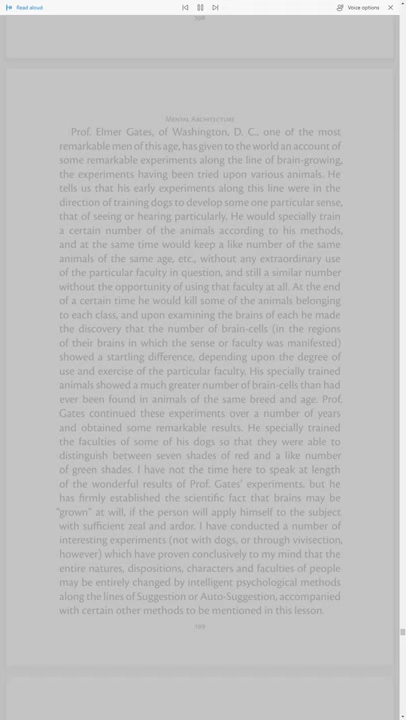 Read aloud
Voice options
198
Mental Architecture
Prof. Elmer Gates, of Washington, D. C., one of the most
remarkable men of this age, has given to the world an account of
some remarkable experiments along the line of brain-growing,
the experiments having been tried upon various animals. He
tells us that his early experiments along this line were in the
direction of training dogs to develop some one particular sense,
that of seeing or hearing particularly. He would specially train
a certain number of the animals according to his methods,
and at the same time would keep a like number of the same
animals of the same age, etc., without any extraordinary use
of the particular faculty in question, and still a similar number
without the opportunity of using that faculty at all. At the end
of a certain time he would kill some of the animals belonging
to each class, and upon examining the brains of each he made
the discovery that the number of brain-cells (in the regions
of their brains in which the sense or faculty was manifested)
showed a startling difference, depending upon the degree of
use and exercise of the particular faculty. His specially trained
animals showed a much greater number of brain-cells than had
ever been found in animals of the same breed and age. Prof.
Gates continued these experiments over a number of years
and obtained some remarkable results. He specially trained
the faculties of some of his dogs so that they were able to
distinguish between seven shades of red and a like number
of green shades. I have not the time here to speak at length
of the wonderful results of Prof. Gates' experiments. but he
has firmly established the scientific fact that brains may be
"grown" at will, if the person will apply himself to the subject
with sufficient zeal and ardor. I have conducted a number of
interesting experiments (not with dogs, or through vivisection,
however) which have proven conclusively to my mind that the
entire natures, dispositions, characters and faculties of people
may be entirely changed by intelligent psychological methods
along the lines of Suggestion or Auto-Suggestion, accompanied
with certain other methods to be mentioned in this lesson.
199